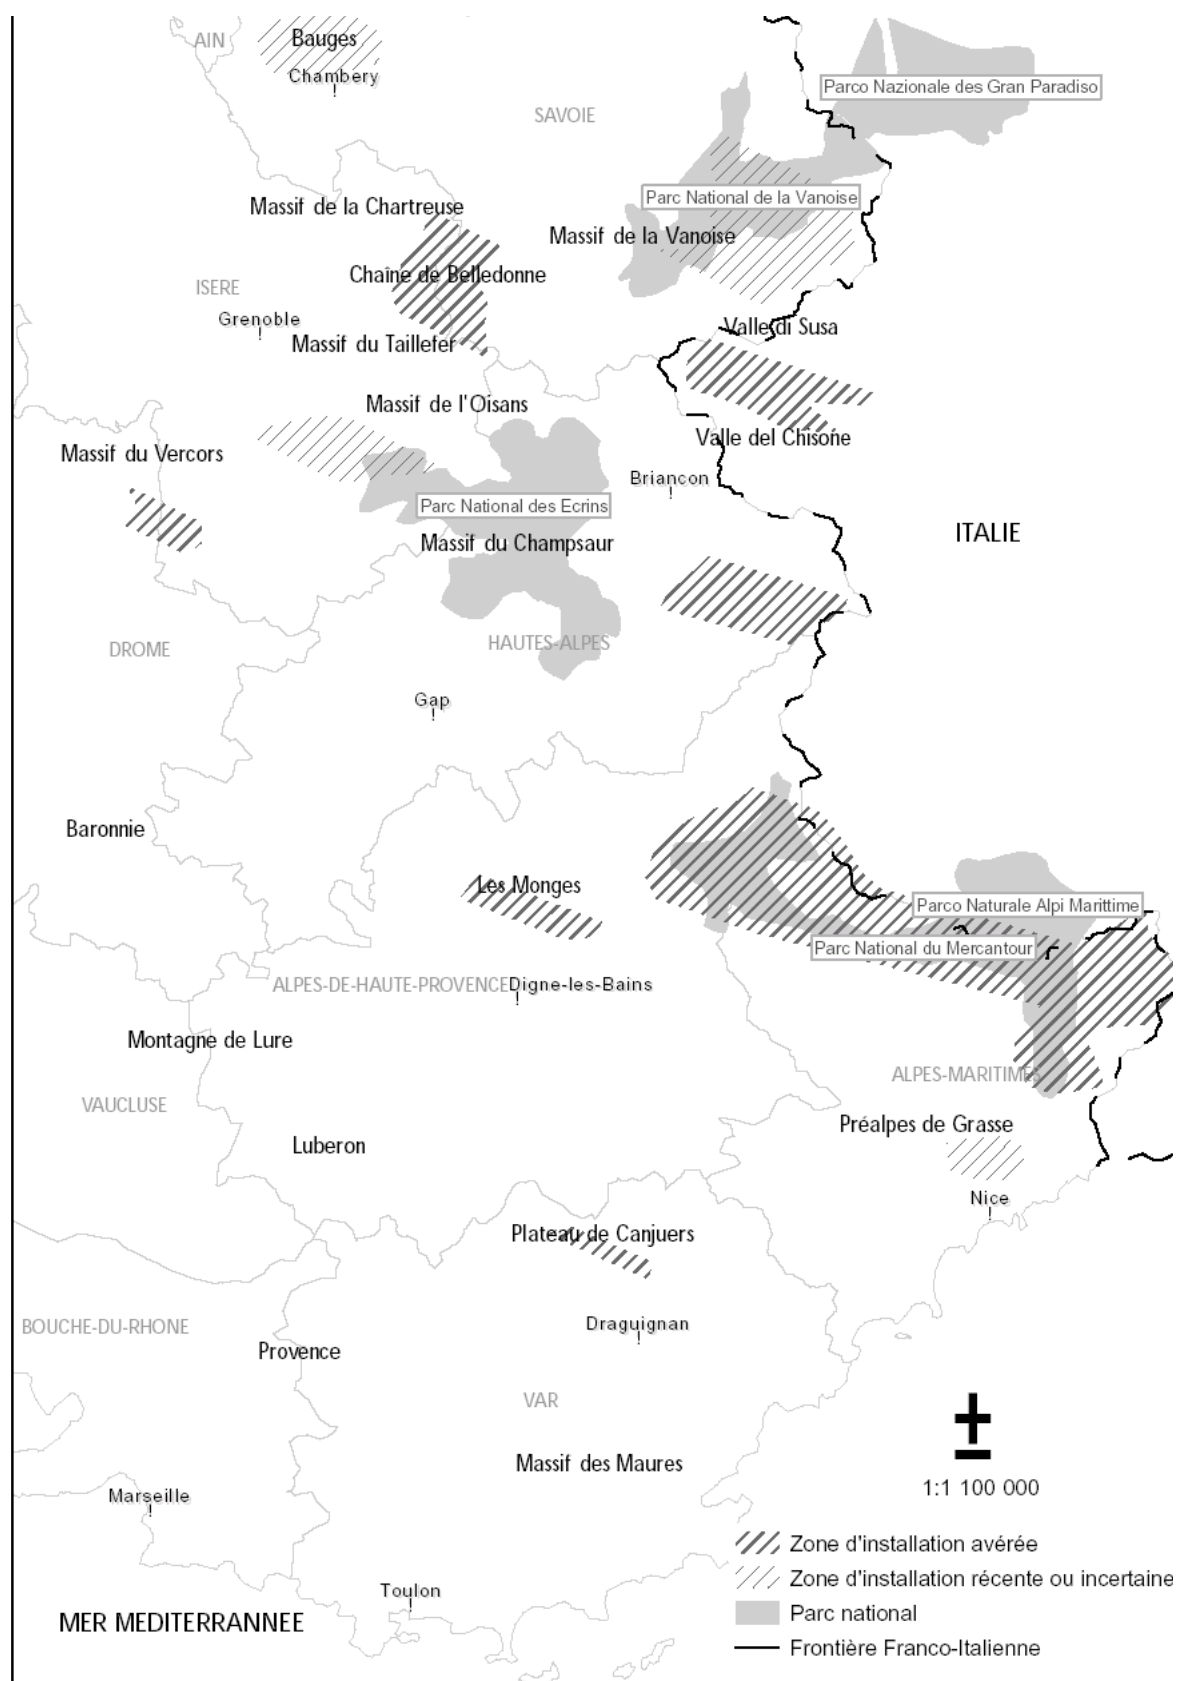 AIN
Bauges
Chambery
Parco Nazionale des Gran Paradiso
SAVOIE
Parc National de la Vanoise
Massif de la Chartreuse
Massif de la Vanoise
Chaîne de Belledonne
ISERE
Grenoble
Valle di Susa
Massif du Taillefer
Massif de l'Oisans
Valle del Chisone
Massif du Vercors
Briancon
Parc National des Ecrins
ITALIE
Massif du Champsaur
HAUTES-ALPES
DROME
Gap
Baronnie
Les Monges
Parco Naturale Alpi Marittime
Parc National du Mercantour
ALPES-DE-HAUTE-PROVENCE
Digne-les-Bains
Montagne de Lure
ALPES-MARITIMES
VAUCLUSE
Préalpes de Grasse
Luberon
Nice
Plateau de Canjuers
BOUCHE-DU-RHONE
Draguignan
Provence
VAR
Massif des Maures
±
1:1 100 000
Marseille
Zone d'installation avérée
Zone d'installation récente ou incertaine
Parc national
Frontière Franco-Italienne
Toulon
MER MEDITERRANNEE